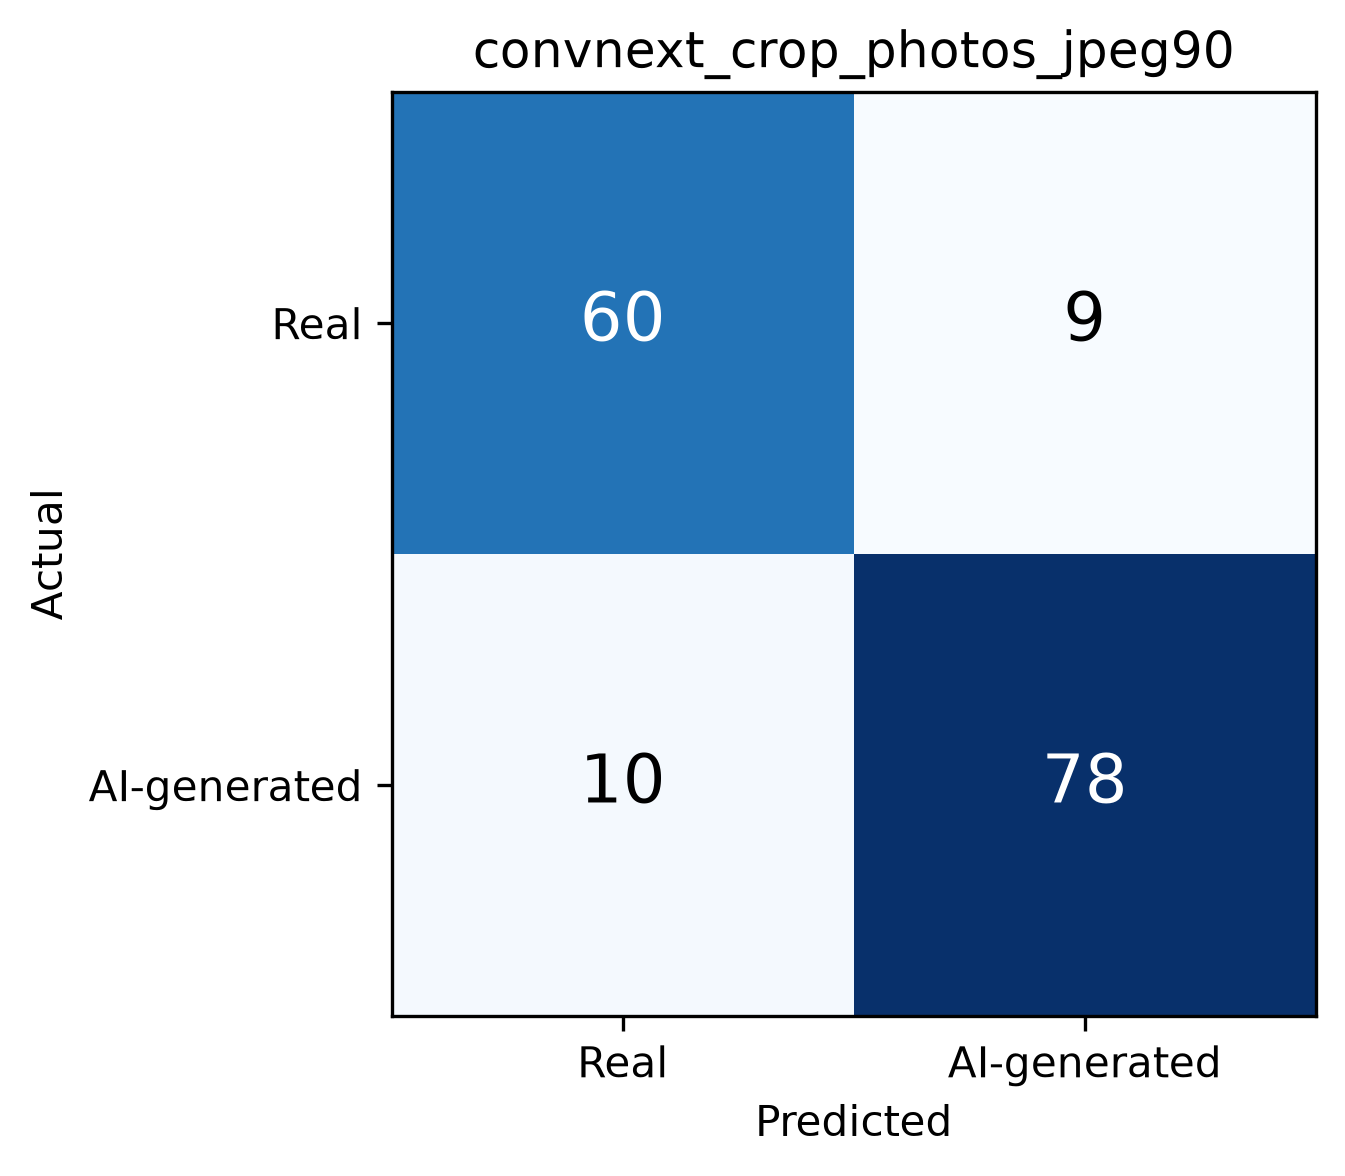 convnext_crop_photos_jpeg90
Actual
Real
60
9
AI-generated
10
78
Real
AI-generated
Predicted